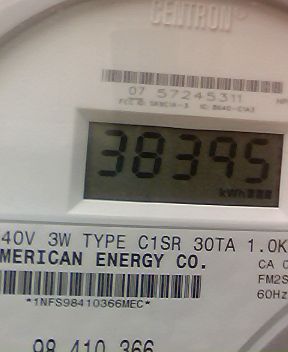 CENTRON®
07 57245311
38395
kWh
40V 3W TYPE C1SR 30TA 1.0K
MERICAN ENERGY CO.
CA 0
FM2S
60Hz
*1NFS98410366MEC*
98 410 366